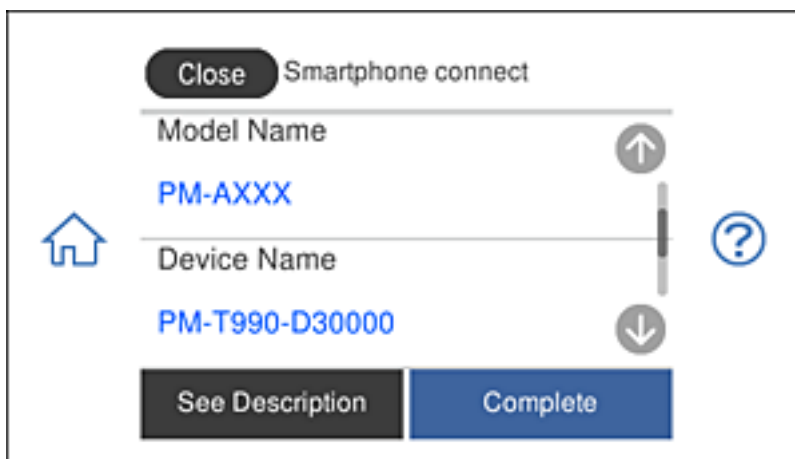 Close Smartphone connect
Model Name
PM-AXXX
Device Name
PM-T990-D30000
See Description Complete